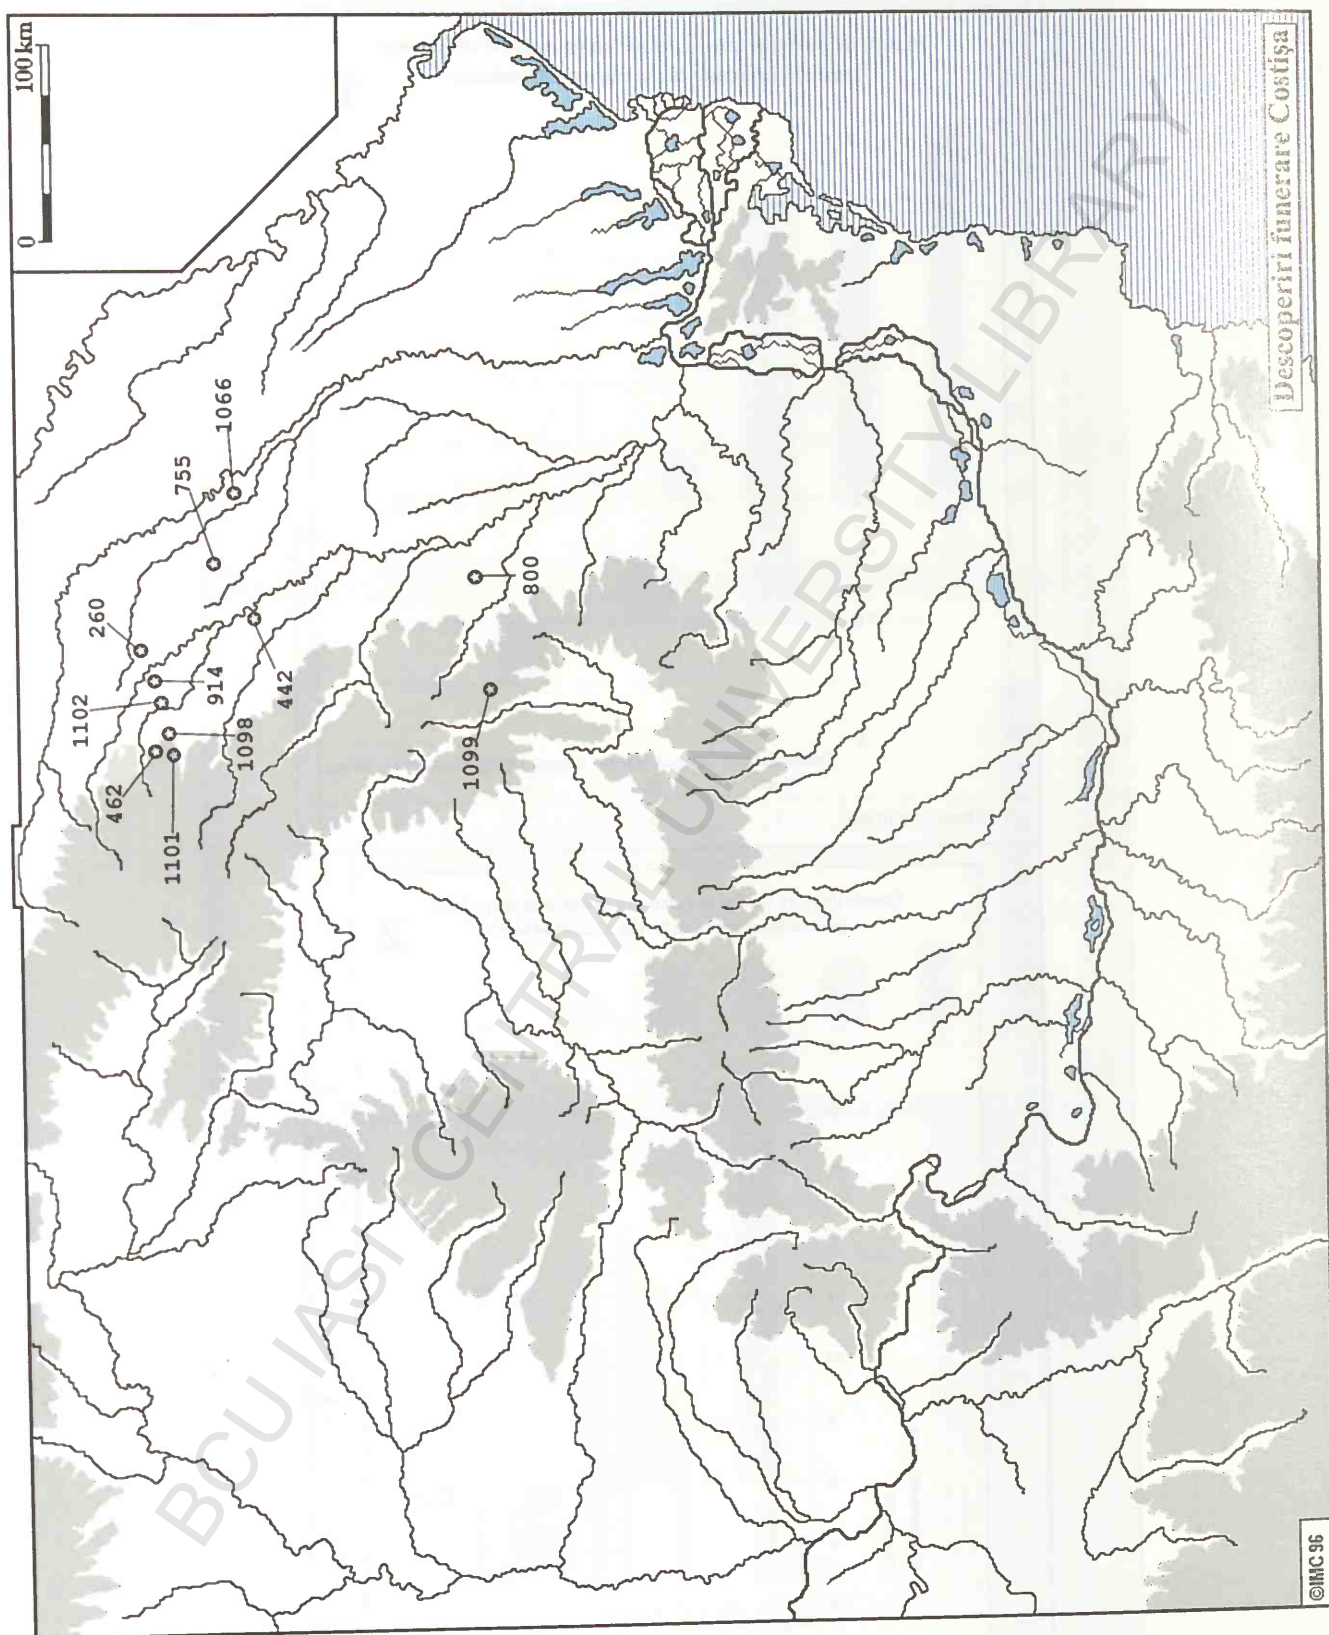 0 100 km
1066
755
260
1102
914
462
442
1098
1101
800
1099
Descoperiri funerare Costişa
©IMC 96
BCU IASI / CENTRAL UNIVERSITY LIBRARY